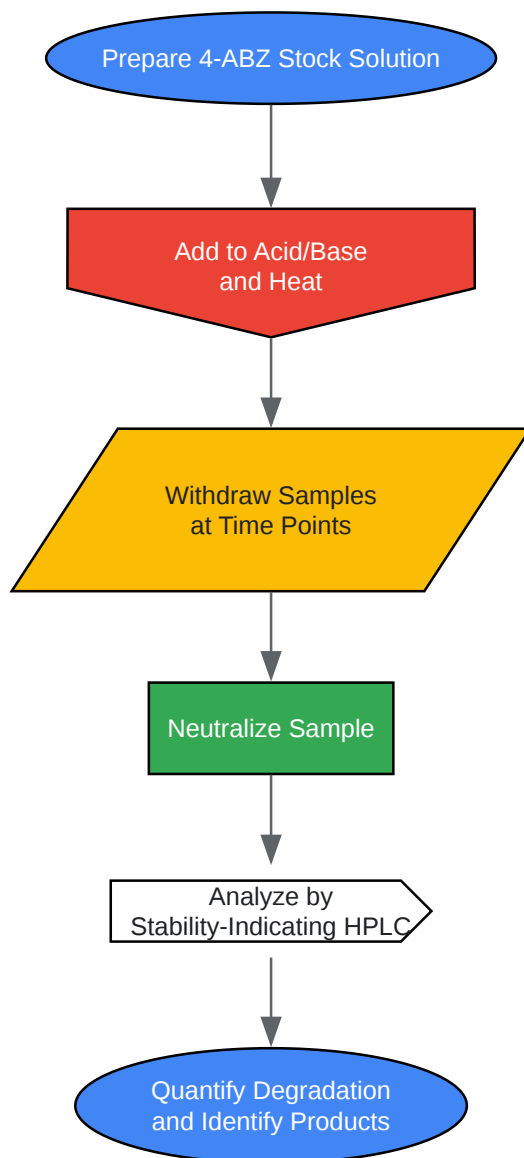 Prepare 4-ABZ Stock Solution
Add to Acid/Base
and Heat
Withdraw Samples
at Time Points
Neutralize Sample
Analyze by
Stability-Indicating HPLC
Quantify Degradation
and Identify Products